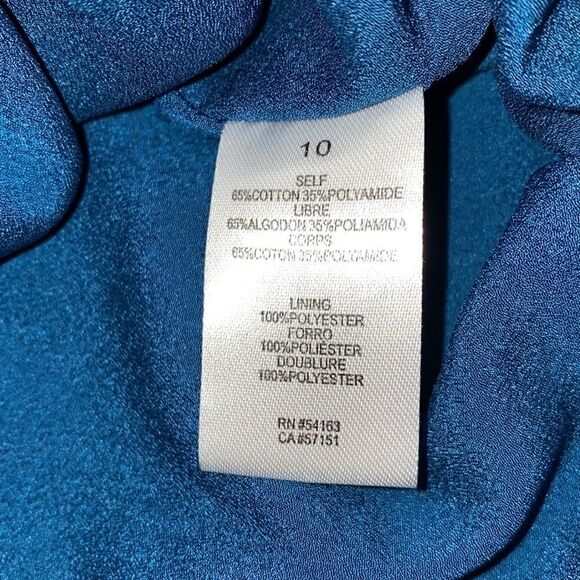 10
SELF
65%COTTON 35%POLYAMIDE
LIBRE
65%ALGODON 35%POLIAMIDA
CORPS
65%COTON 35%POLYAMIDE
LINING
100%POLYESTER
FORRO
100%POLIÉSTER
DOUBLURE
100%POLYESTER
RN #54163
CA#57151